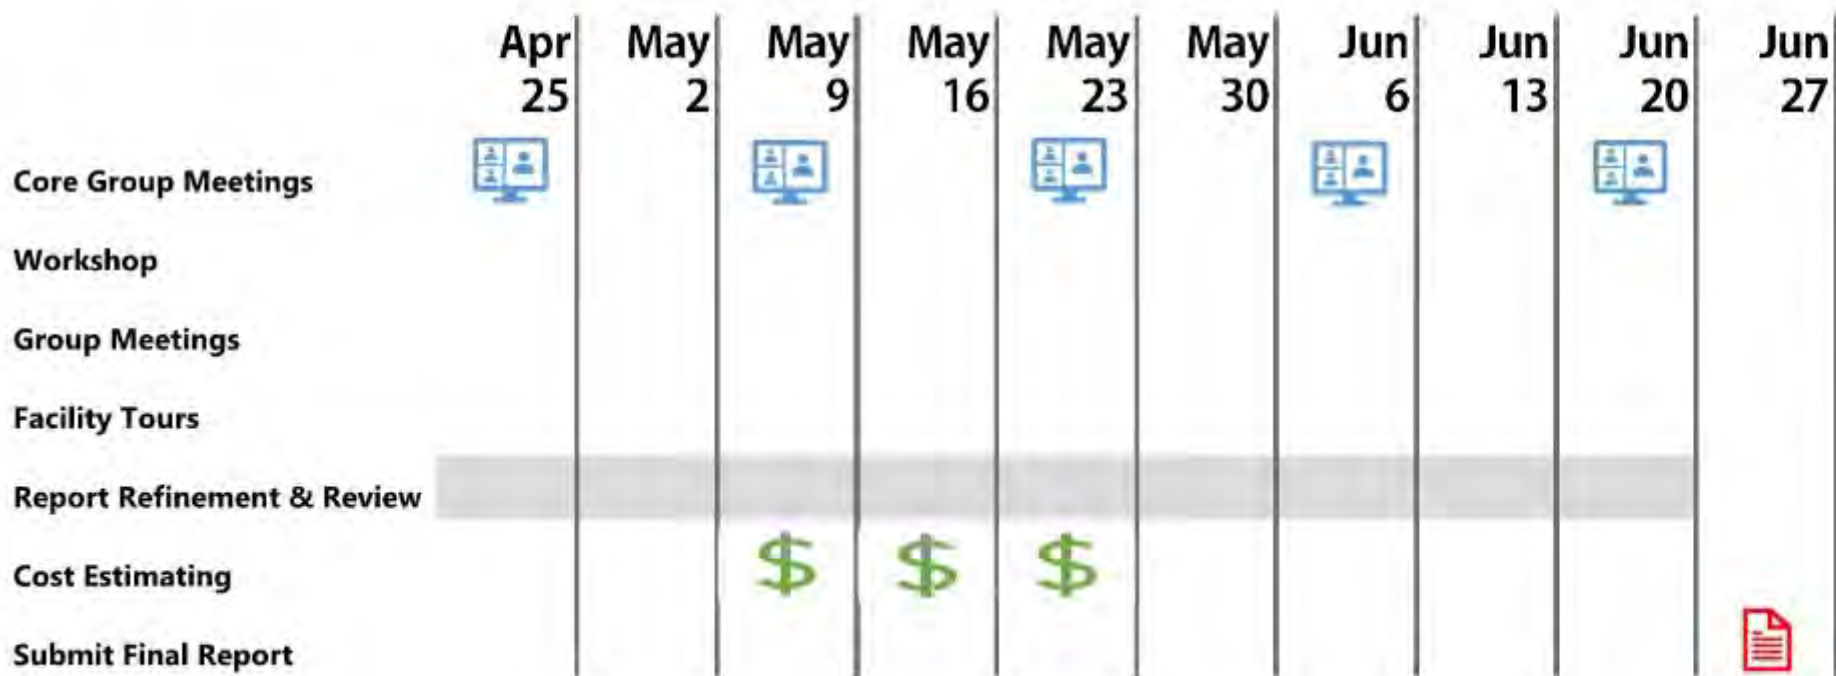 Apr May May May May May Jun Jun Jun Jun
25 2 9 16 23 30 6 13 20 27
Core Group Meetings
Workshop
Group Meetings
Facility Tours
Report Refinement & Review
Cost Estimating
$ $ $
Submit Final Report